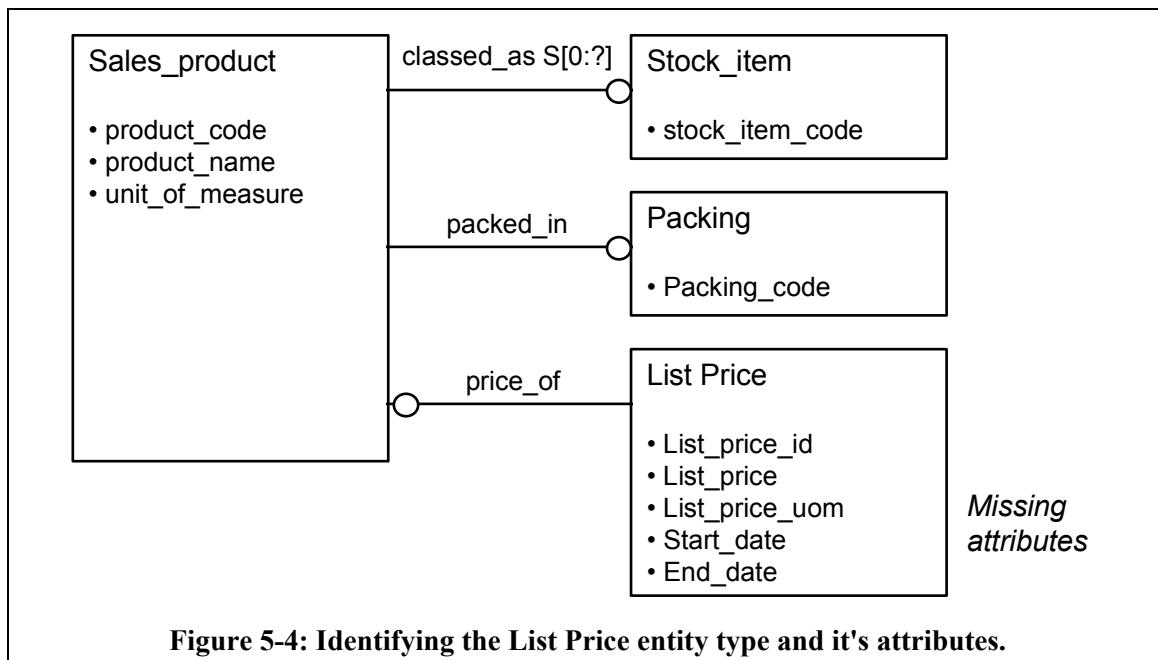 Sales_product
• product_code
• product_name
• unit_of_measure
classed_as S[0:?]
Stock_item
• stock_item_code
packed_in
Packing
• Packing_code
price_of
List Price
• List_price_id
• List_price
• List_price_uom
• Start_date
• End_date
Missing
attributes
Figure 5-4: Identifying the List Price entity type and it's attributes.